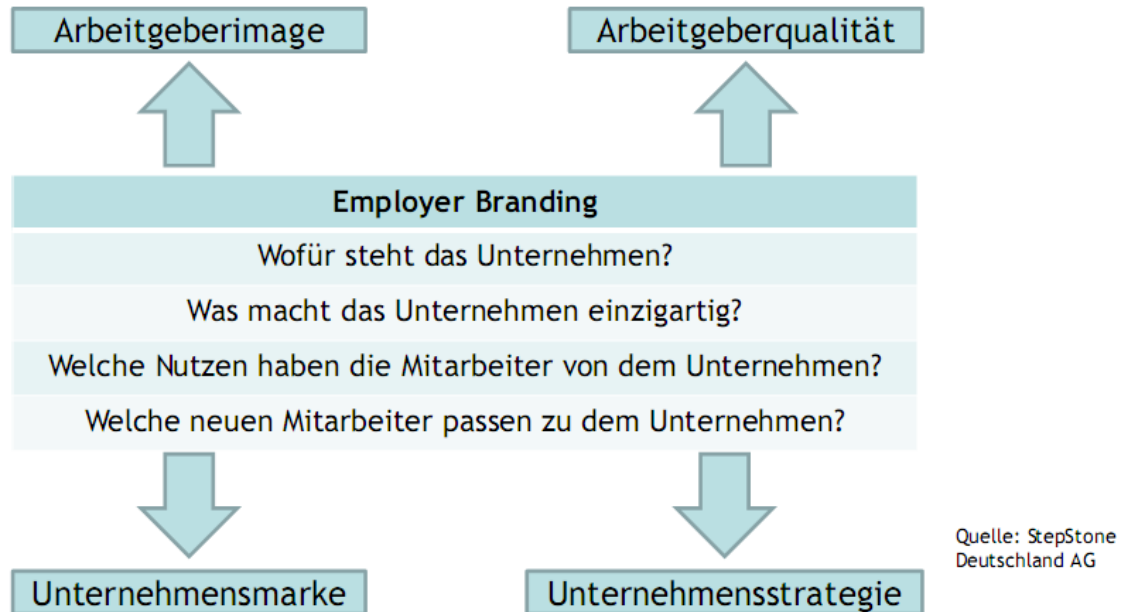 Arbeitgeberimage
Arbeitgeberqualität
Employer Branding
Wofür steht das Unternehmen?
Was macht das Unternehmen einzigartig?
Welche Nutzen haben die Mitarbeiter von dem Unternehmen?
Welche neuen Mitarbeiter passen zu dem Unternehmen?
Quelle: StepStone
Deutschland AG
Unternehmensmarke
Unternehmensstrategie